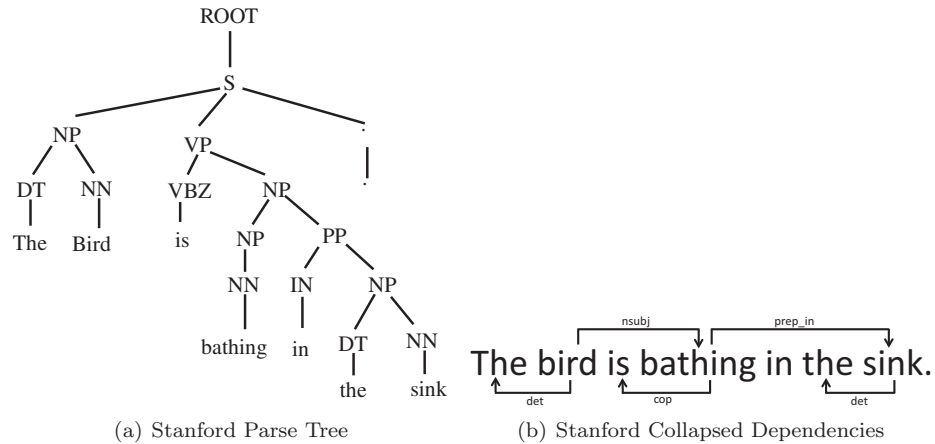 ROOT
S
NP VP .
DT NN VBZ NP .
The Bird is NP PP
NN IN NP
bathing in DT NN
the sink
nsubj prep_in
The bird is bathing in the sink.
det cop det
(a) Stanford Parse Tree
(b) Stanford Collapsed Dependencies